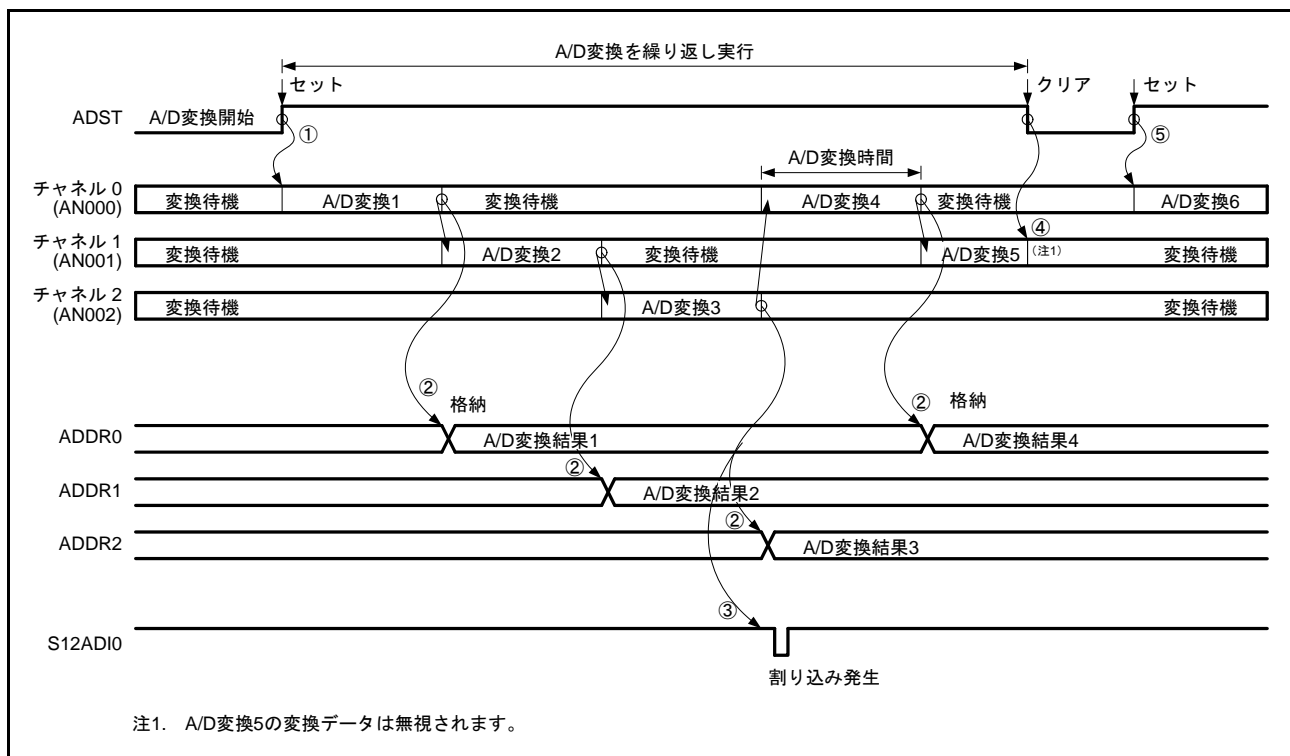 A/D変換を繰り返し実行
セット
クリア
セット
ADST
A/D変換開始
①
⑤
A/D変換時間
チャネル 0
(AN000)
変換待機
A/D変換1
変換待機
A/D変換4
変換待機
A/D変換6
④
チャネル 1
(AN001)
変換待機
A/D変換2
変換待機
A/D変換5
(注1)
変換待機
チャネル 2
(AN002)
変換待機
A/D変換3
変換待機
②
格納
②
格納
ADDR0
A/D変換結果1
A/D変換結果4
②
ADDR1
A/D変換結果2
②
ADDR2
A/D変換結果3
③
S12ADI0
割り込み発生
注1. A/D変換5の変換データは無視されます。